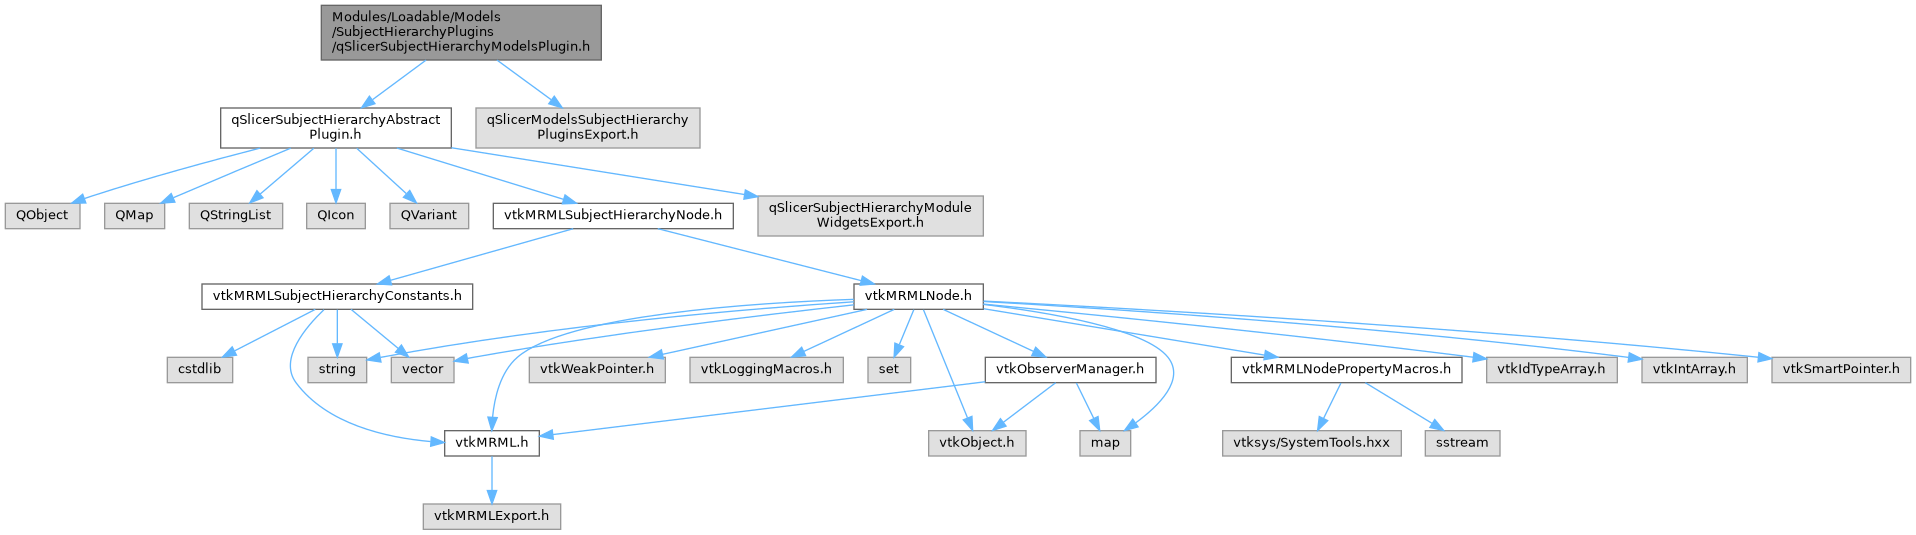 Modules/Loadable/Models
/SubjectHierarchyPlugins
/qSlicerSubjectHierarchyModelsPlugin.h
qSlicerSubjectHierarchyAbstract
Plugin.h
qSlicerModelsSubjectHierarchy
PluginsExport.h
QObject
QMap
QStringList
QIcon
QVariant
vtkMRMLSubjectHierarchyNode.h
qSlicerSubjectHierarchyModule
WidgetsExport.h
vtkMRMLSubjectHierarchyConstants.h
vtkMRMLNode.h
cstdlib
string
vector
vtkWeakPointer.h
vtkLoggingMacros.h
set
vtkObserverManager.h
vtkMRMLNodePropertyMacros.h
vtkIdTypeArray.h
vtkIntArray.h
vtkSmartPointer.h
vtkMRML.h
vtkObject.h
map
vtksys/SystemTools.hxx
sstream
vtkMRMLExport.h